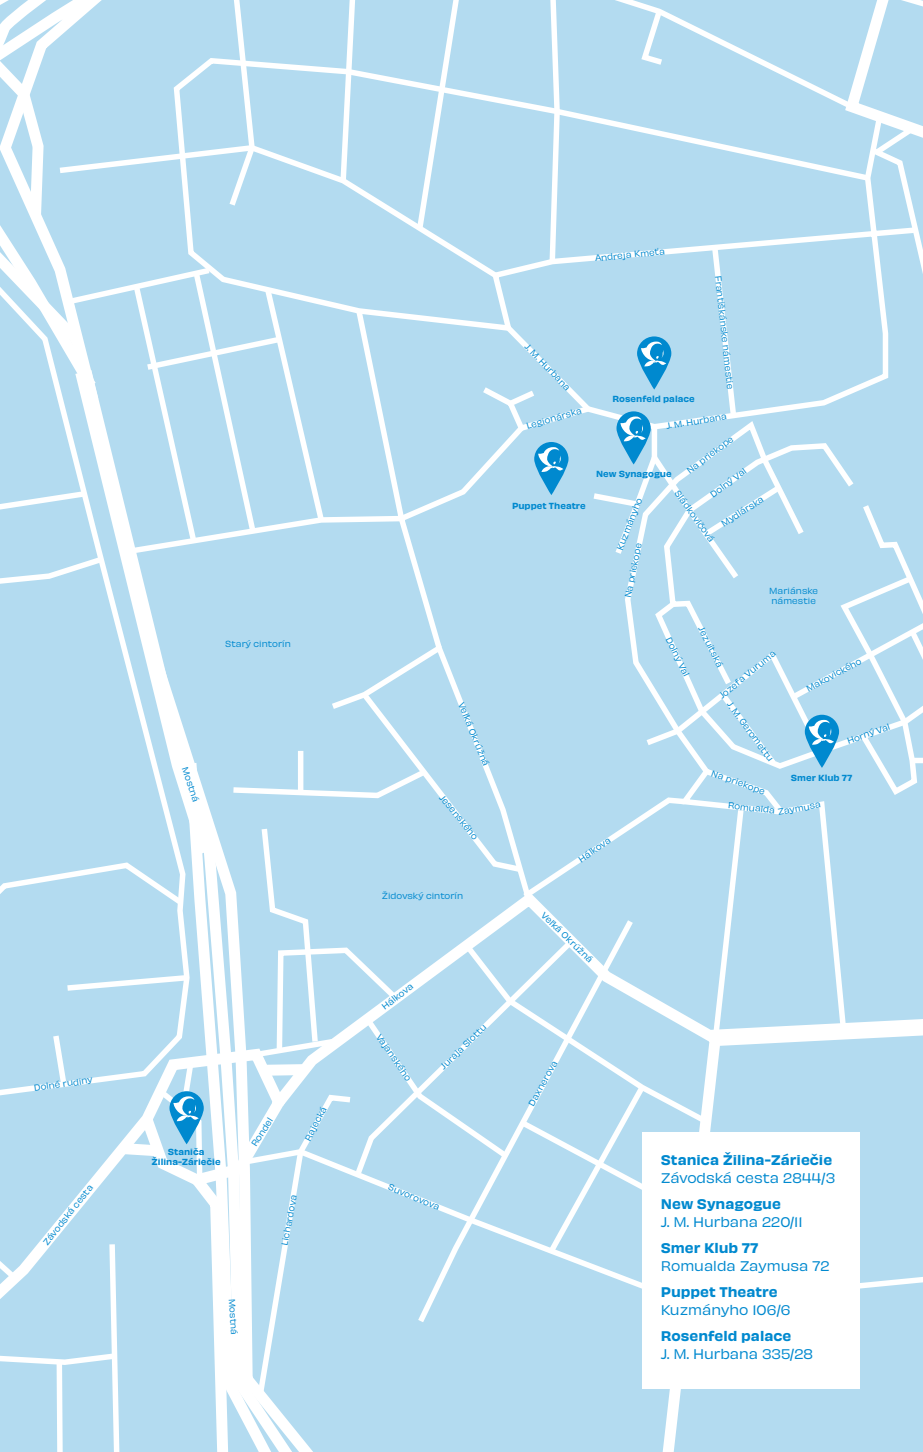 Andreja Kmeťa
Františkánske námestie
J. M. Hurbana
Rosenfeld palace
Legionárska
J. M. Hurbana
Na priekope
New Synagogue
Dolný Val
Puppet Theatre
Sládkovičova
Mydlárska
Kuzmányho
Na priekope
Mariánske
námestie
Starý cintorín
Dolný Val
Jezuitská
Jozefa Vuruma
Makovického
Veľká Okružná
J. M. Geromettu
Horný Val
Mostná
Na priekope
Smer Klub 77
Jesenského
Romualda Zaymusa
Hálkova
Židovský cintorín
Veľká Okružná
Hálkova
Vajanského
Juraja Slottu
Dolné rudiny
Daxnerova
Rondel
Rajecká
Stanica
Žilina-Záriečie
Závodská cesta
Lichardova
Suvorovova
Mostná
Stanica Žilina-Záriečie
Závodská cesta 2844/3
New Synagogue
J. M. Hurbana 220/11
Smer Klub 77
Romualda Zaymusa 72
Puppet Theatre
Kuzmányho 106/6
Rosenfeld palace
J. M. Hurbana 335/28